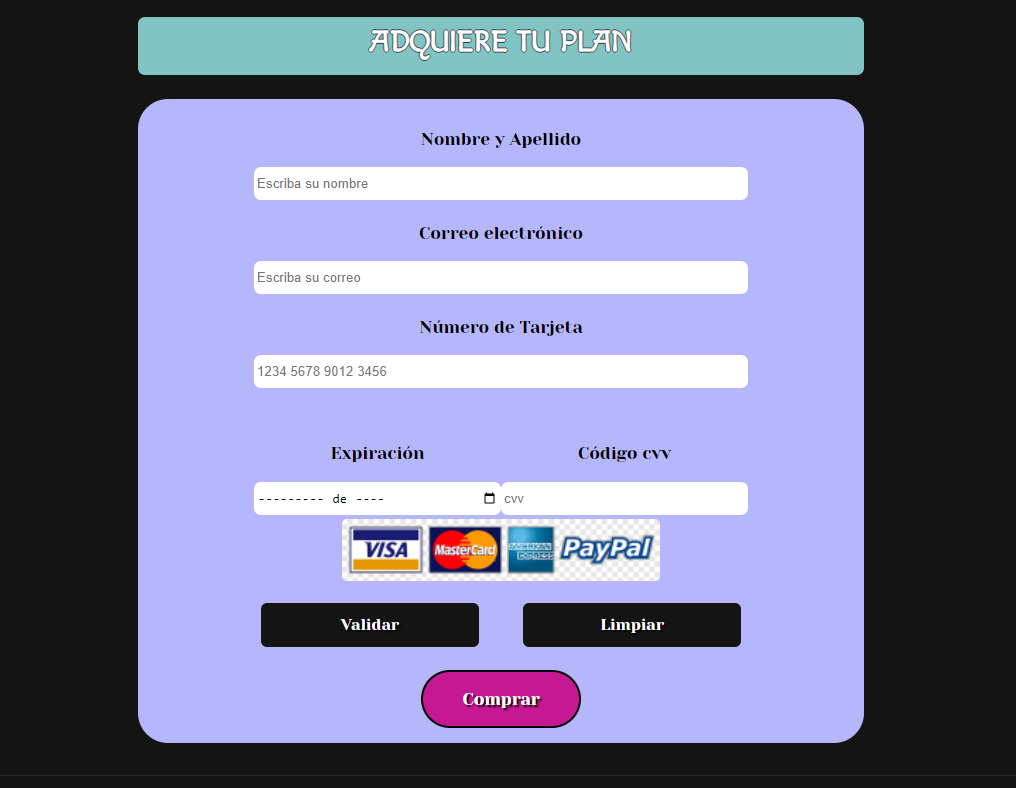 ADQUIERE TU PLAN
Nombre y Apellido
Escriba su nombre
Correo electrónico
Escriba su correo
Número de Tarjeta
1234 5678 9012 3456
Expiración Código cvv
--------- de ---- cvv
VISA MasterCard AMERICAN EXPRESS PayPal
Validar Limpiar
Comprar